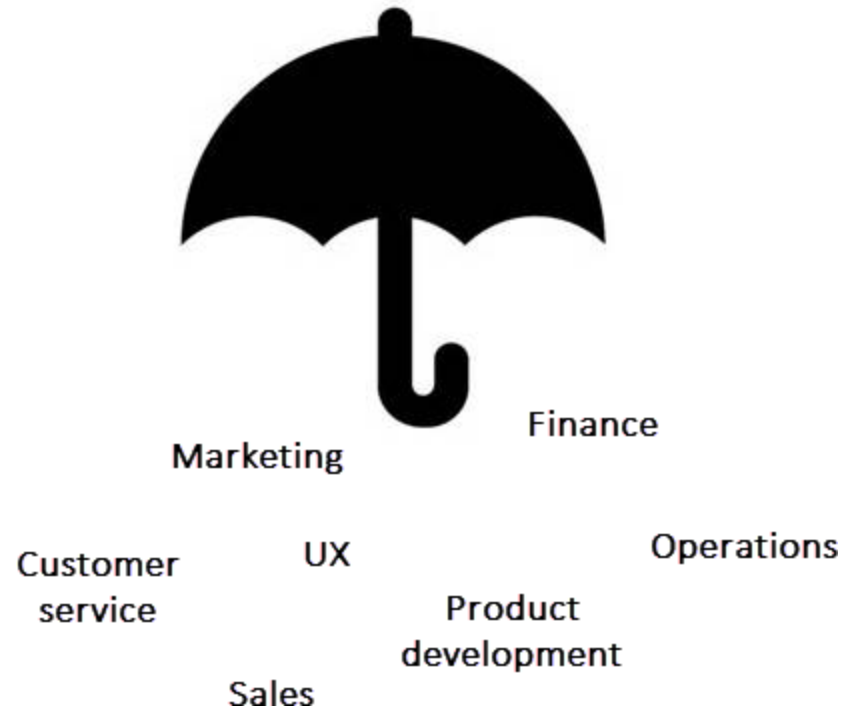 Finance
Marketing
Operations
UX
Customer
service
Product
development
Sales